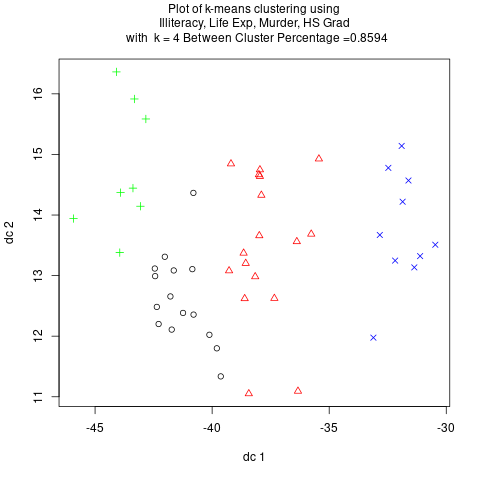 Plot of k-means clustering using
Illiteracy, Life Exp, Murder, HS Grad
with  k = 4 Between Cluster Percentage =0.8594
16
15
14
13
12
11
dc 2
-45
-40
-35
-30
dc 1